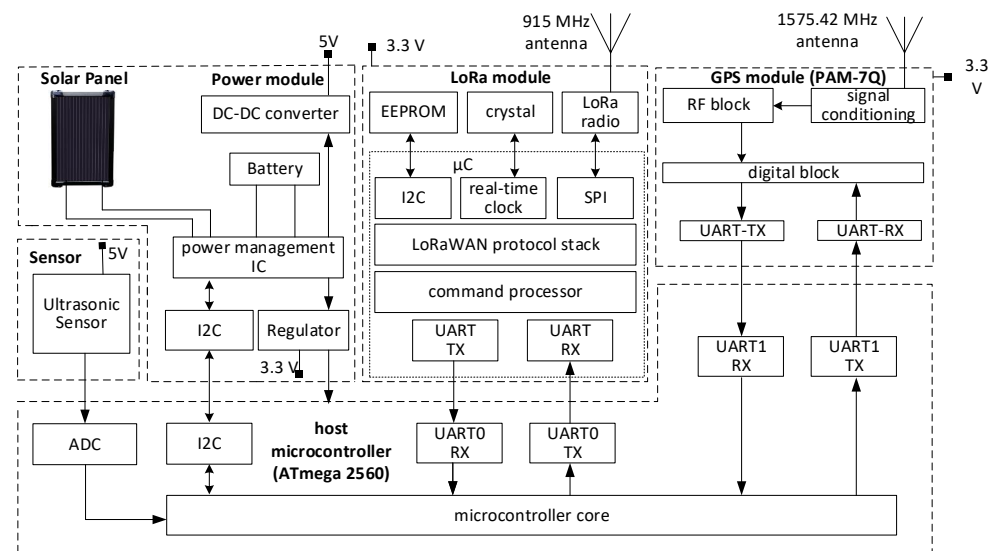 915 MHz
antenna
1575.42 MHz
antenna
5V
3.3 V
3.3
V
Solar Panel
Power module
DC-DC converter
Battery
power management
IC
I2C
Regulator
3.3 V
Sensor
5V
Ultrasonic
Sensor
LoRa module
EEPROM
crystal
LoRa
radio
µC
I2C
real-time
clock
SPI
LoRaWAN protocol stack
command processor
UART
TX
UART
RX
GPS module (PAM-7Q)
RF block
signal
conditioning
digital block
UART-TX
UART-RX
UART1
RX
UART1
TX
ADC
I2C
host
microcontroller
(ATmega 2560)
UART0
RX
UART0
TX
microcontroller core